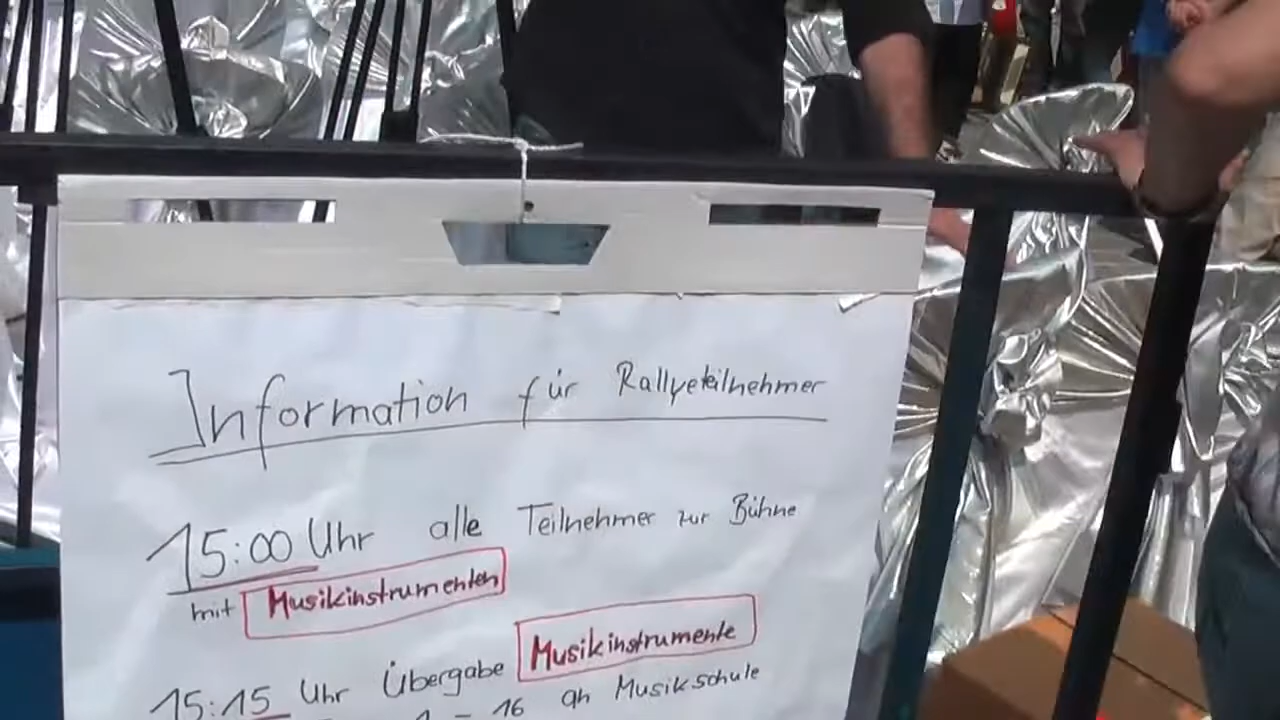 Information für Rallyeteilnehmer
15:00 Uhr alle Teilnehmer zur Bühne
mit Musikinstrumenten
15:15 Uhr Übergabe Musikinstrumente
1 - 16 an Musikschule